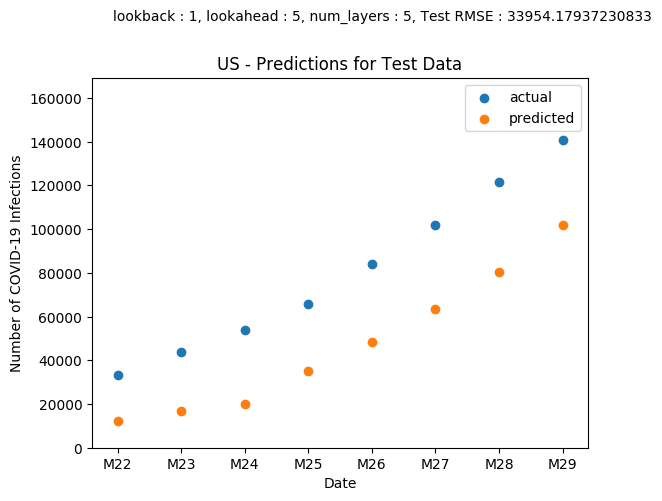 lookback : 1, lookahead : 5, num_layers : 5, Test RMSE : 33954.17937230833
US - Predictions for Test Data
actual
predicted
160000
140000
120000
100000
80000
60000
40000
20000
0
Number of COVID-19 Infections
M22 M23 M24 M25 M26 M27 M28 M29
Date